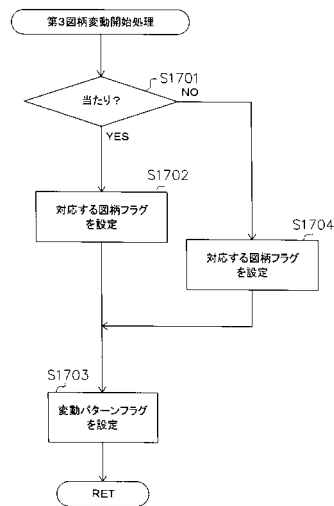 第3図柄変動開始処理
S1701
当たり?
NO
YES
S1702
対応する図柄フラグ
を設定
S1704
対応する図柄フラグ
を設定
S1703
変動パターンフラグ
を設定
RET